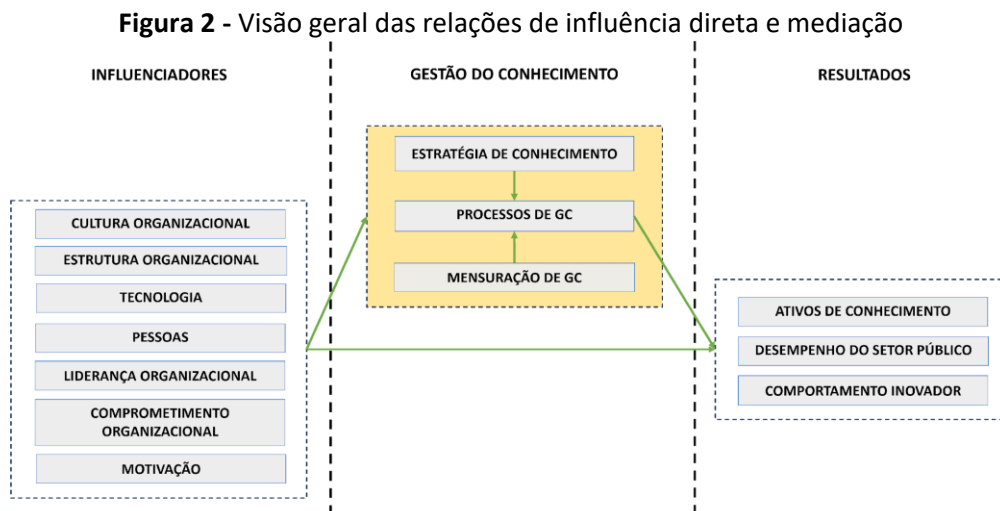 Figura 2 - Visão geral das relações de influência direta e mediação
INFLUENCIADORES
GESTÃO DO CONHECIMENTO
RESULTADOS
CULTURA ORGANIZACIONAL
ESTRUTURA ORGANIZACIONAL
TECNOLOGIA
PESSOAS
LIDERANÇA ORGANIZACIONAL
COMPROMETIMENTO
ORGANIZACIONAL
MOTIVAÇÃO
ESTRATÉGIA DE CONHECIMENTO
PROCESSOS DE GC
MENSURAÇÃO DE GC
ATIVOS DE CONHECIMENTO
DESEMPENHO DO SETOR PÚBLICO
COMPORTAMENTO INOVADOR